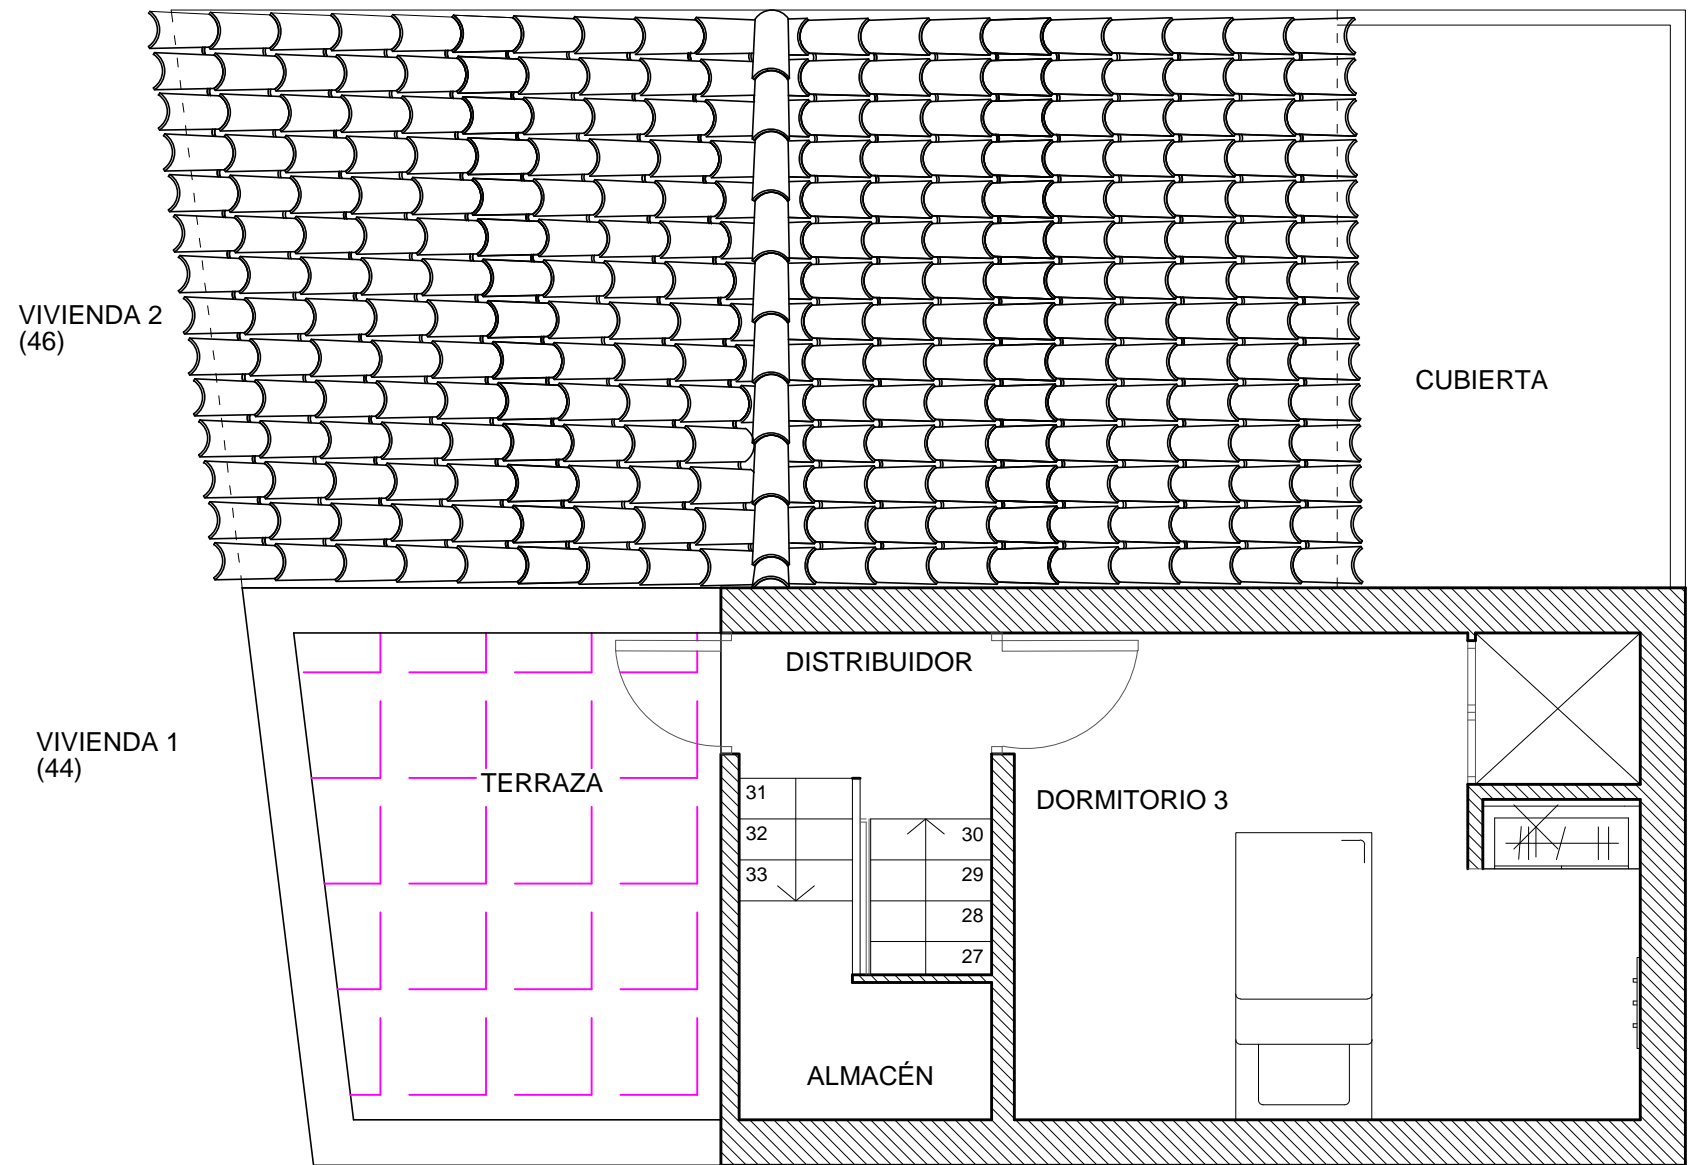 VIVIENDA 2
(46)
CUBIERTA
DISTRIBUIDOR
VIVIENDA 1
(44)
TERRAZA
31
32
33
30
29
28
27
DORMITORIO 3
ALMACÉN